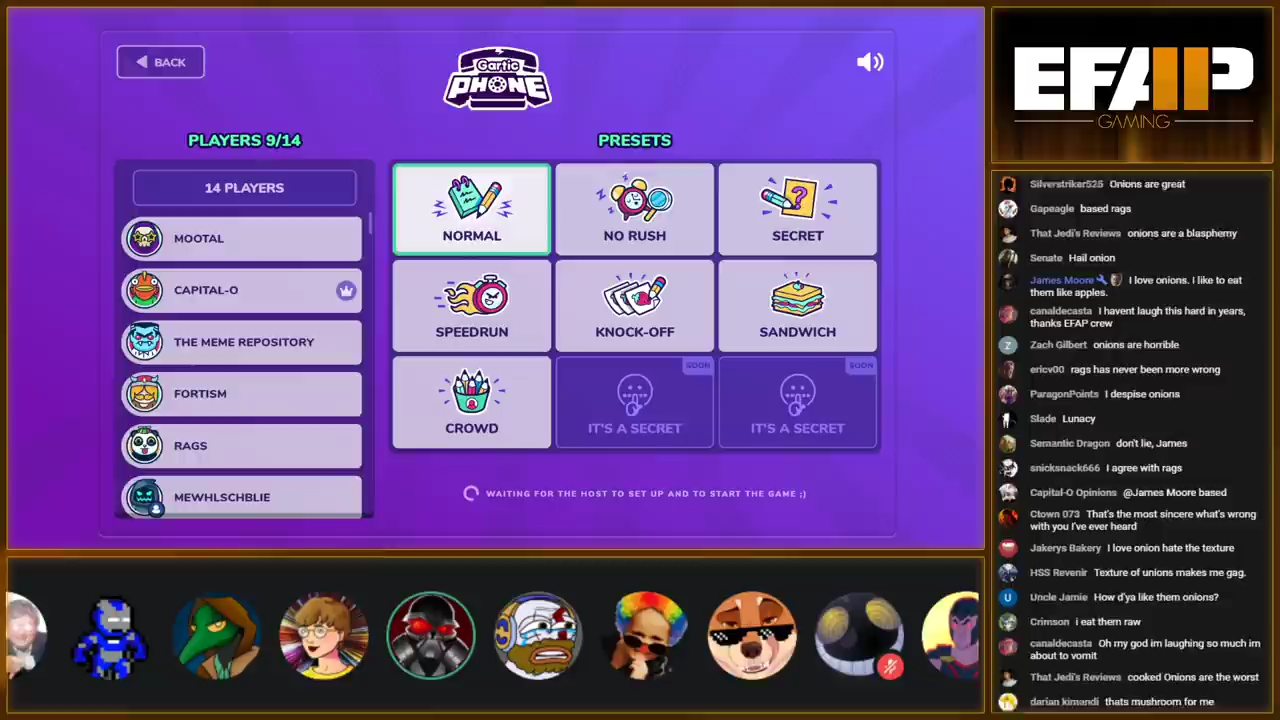 BACK
Gartic
PHONE
PLAYERS 9/14
14 PLAYERS
MOOTAL
CAPITAL-O
THE MEME REPOSITORY
FORTISM
RAGS
MEWHLSCHBLIE
PRESETS
NORMAL
NO RUSH
SECRET
SPEEDRUN
KNOCK-OFF
SANDWICH
CROWD
SOON
IT'S A SECRET
SOON
IT'S A SECRET
WAITING FOR THE HOST TO SET UP AND TO START THE GAME ;)
EFAP
GAMING
Silverstriker525 Onions are great
Gapeagle based rags
That Jedi's Reviews onions are a blasphemy
Senate Hail onion
James Moore I love onions. i like to eat
them like apples.
canaldecasta I havent laugh this hard in years,
thanks EFAP crew
Z Zach Gilbert onions are horrible
ericv00 rags has never been more wrong
ParagonPoints I despise onions
Slade Lunacy
Semantic Dragon don't lie, James
snicksnack666 I agree with rags
Capital-O Opinions @James Moore based
Ctown 073 That's the most sincere what's wrong
with you I've ever heard
Jakerys Bakery I love onion hate the texture
HSS Revenir Texture of unions makes me gag.
U Uncle Jamie How d'ya like them onions?
Crimson i eat them raw
canaldecasta Oh my god im laughing so much im
about to vomit
That Jedi's Reviews cooked Onions are the worst
darian kimandi thats mushroom for me